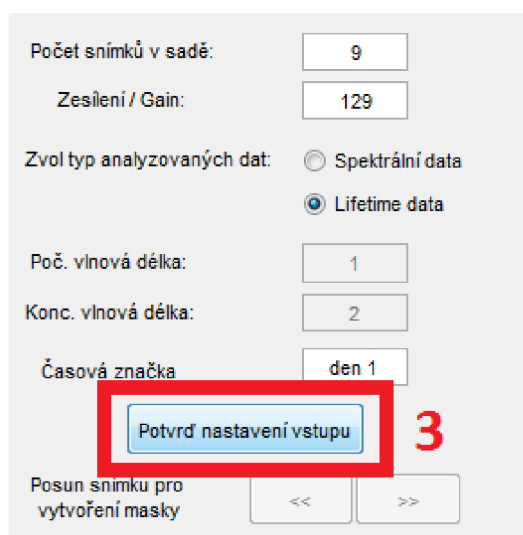 Počet snímků v sadě: 9
Zesílení / Gain: 129
Zvol typ analyzovaných dat: Spektrální data
Lifetime data
Poč. vlnová délka: 1
Konc. vlnová délka: 2
Časová značka den 1
Potvrď nastavení vstupu 3
Posun snímku pro
vytvoření masky << >>